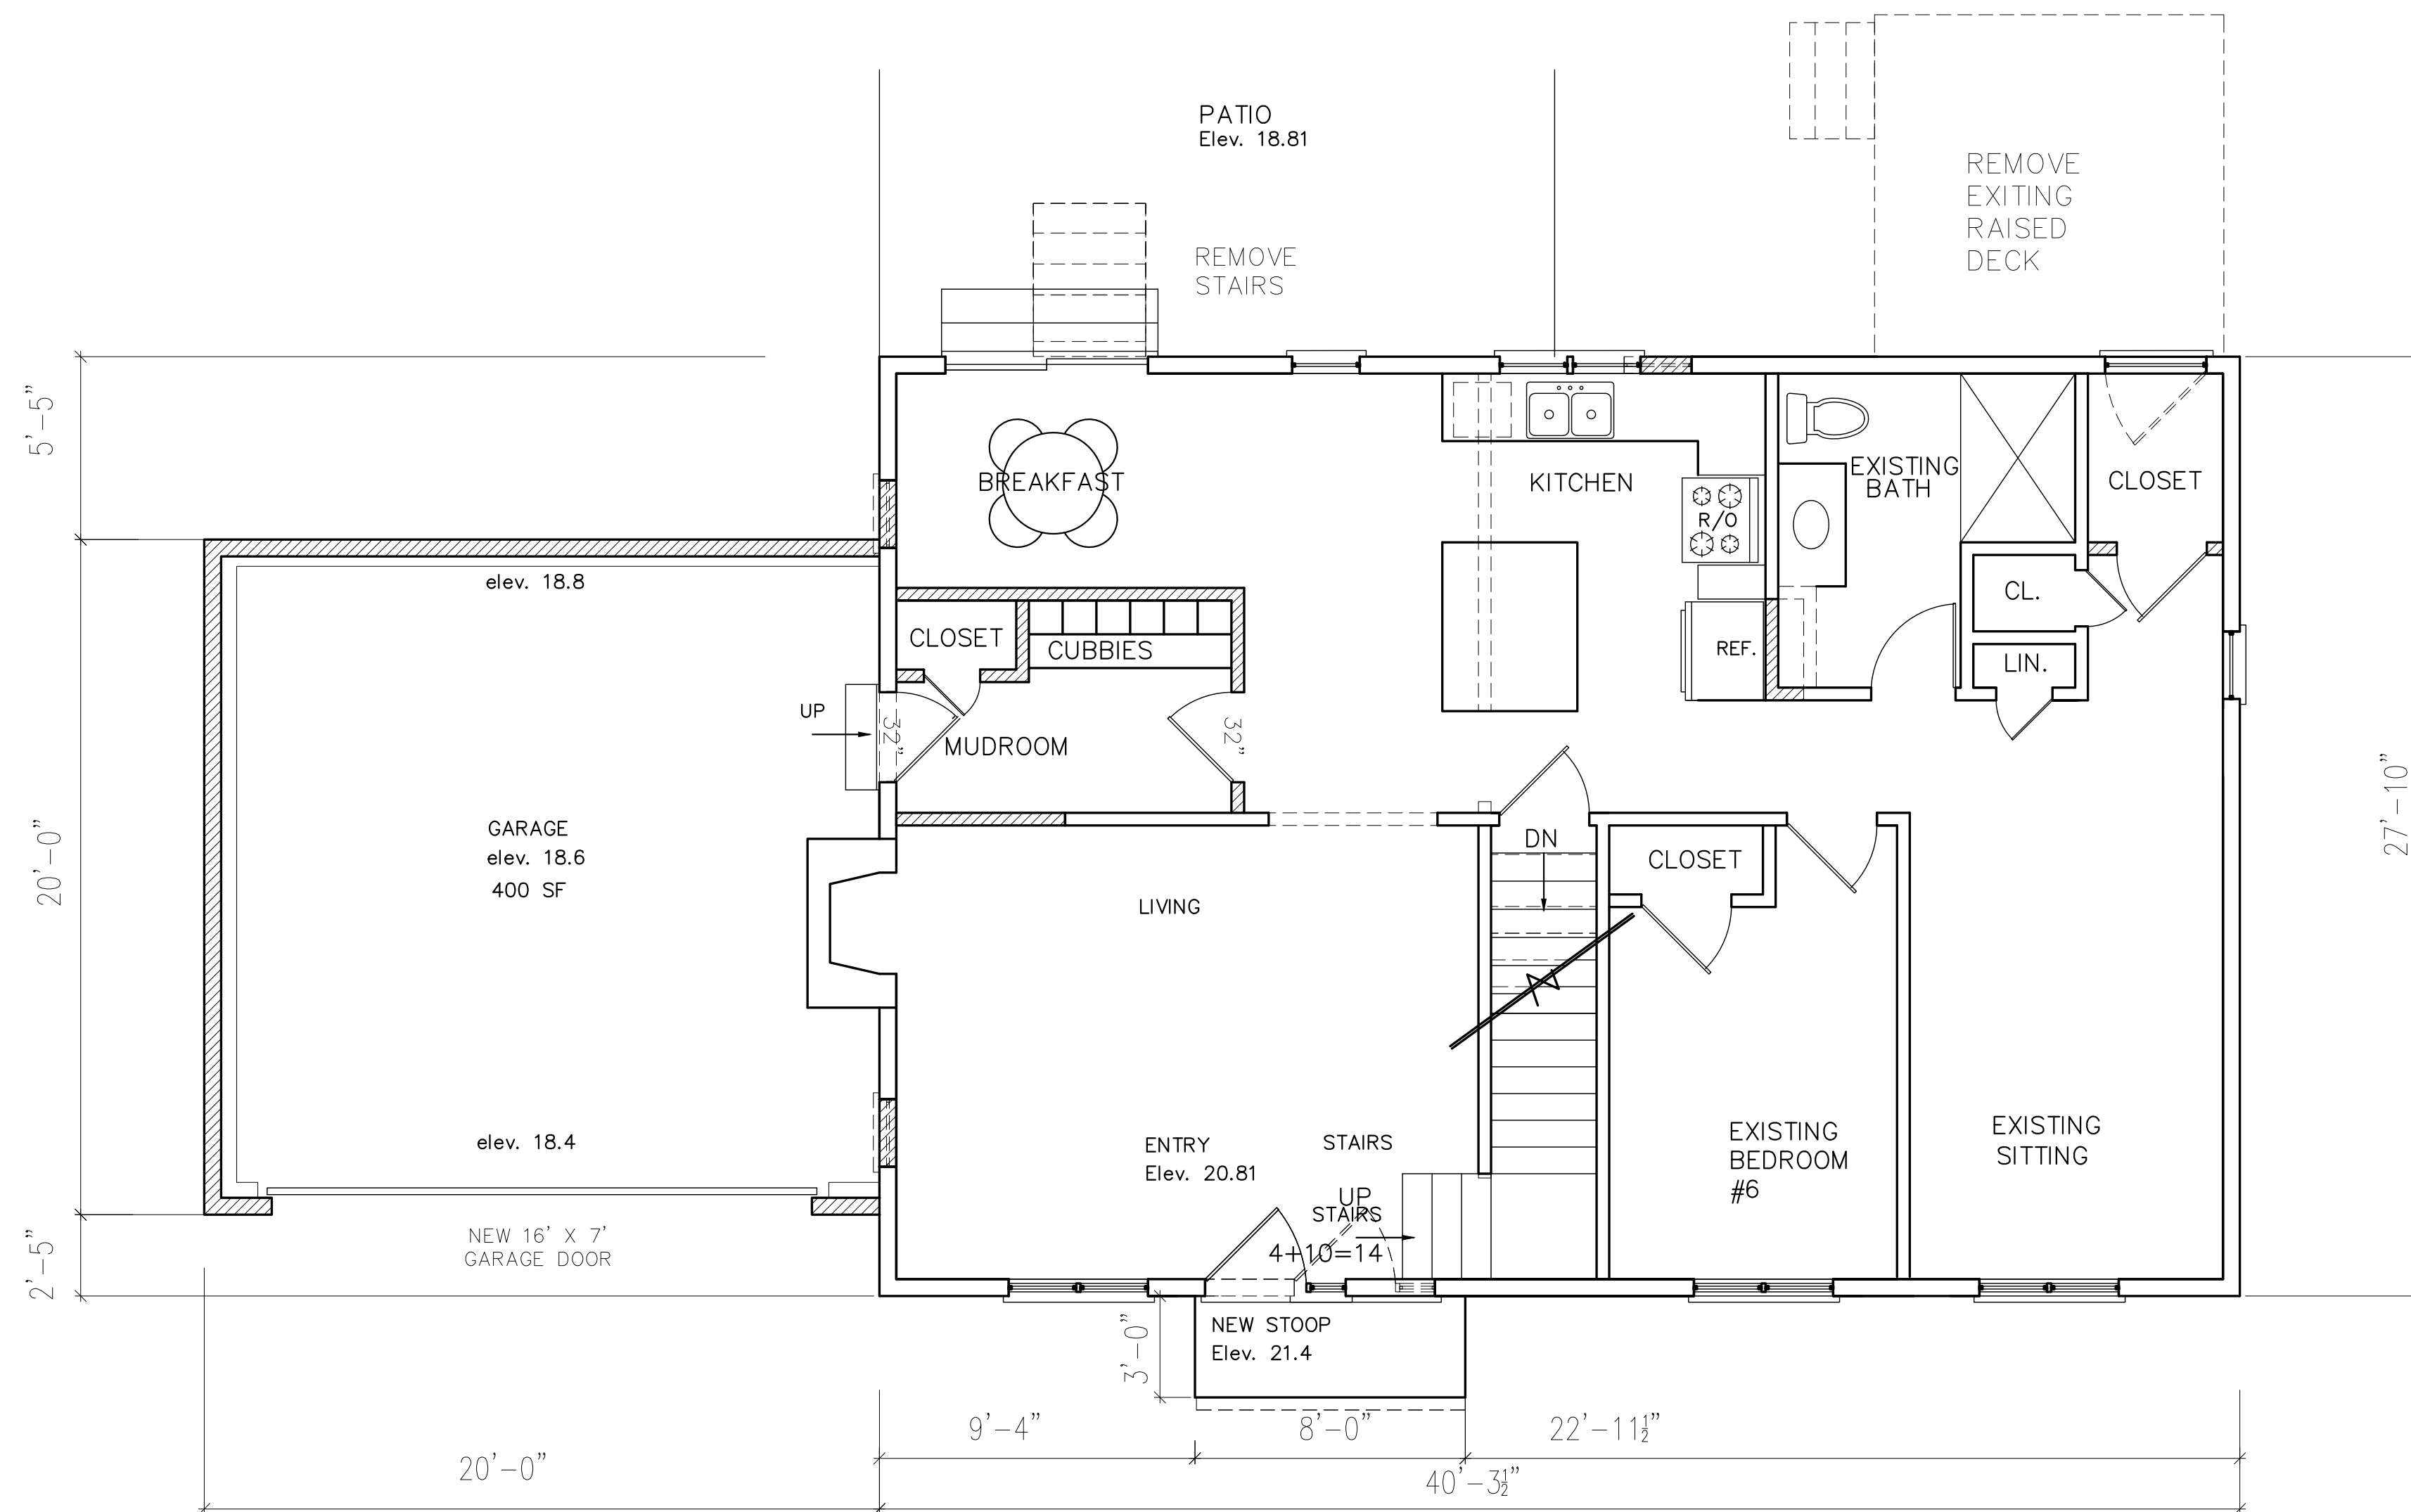 PATIO
Elev. 18.81
REMOVE
EXITING
RAISED
DECK
REMOVE
STAIRS
5'-5"
BREAKFAST
KITCHEN
EXISTING
BATH
CLOSET
R/O
elev. 18.8
CL.
CLOSET
CUBBIES
REF.
LIN.
UP
32"
32"
MUDROOM
27'-10"
20'-0"
GARAGE
elev. 18.6
400 SF
DN
CLOSET
LIVING
elev. 18.4
ENTRY
Elev. 20.81
STAIRS
EXISTING
BEDROOM
#6
EXISTING
SITTING
UP
STAIRS
4+10=14
NEW 16' X 7'
GARAGE DOOR
2'-5"
NEW STOOP
Elev. 21.4
3'-0"
9'-4"
8'-0"
22'-11½"
20'-0"
40'-3½"